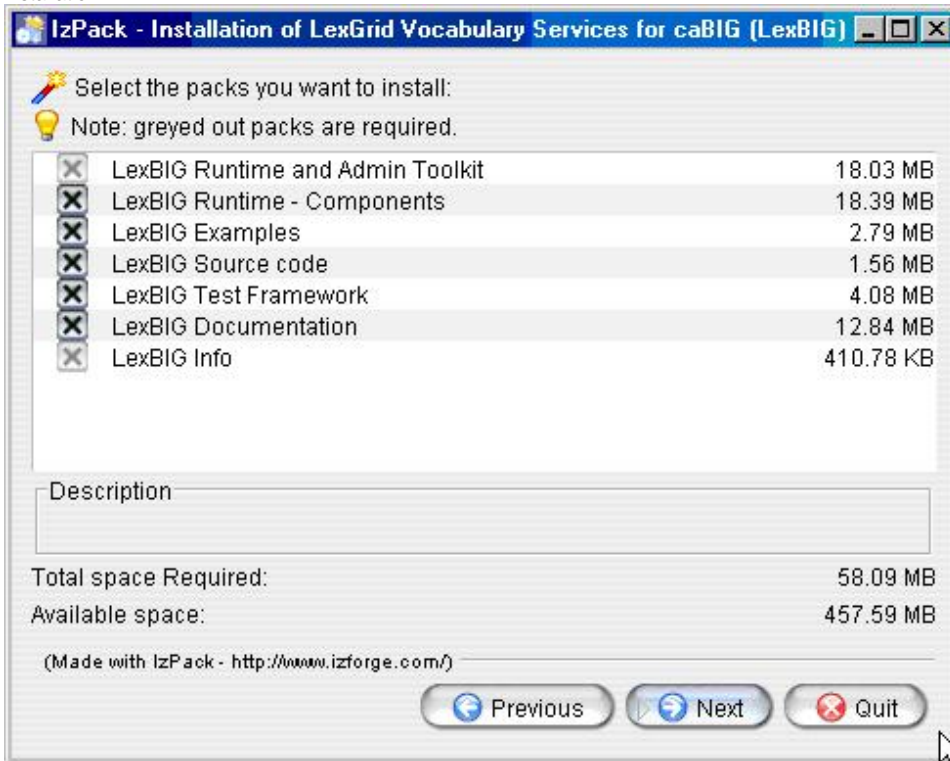 IzPack - Installation of LexGrid Vocabulary Services for caBIG (LexBIG)
Select the packs you want to install:
Note: greyed out packs are required.
LexBIG Runtime and Admin Toolkit 18.03 MB
LexBIG Runtime - Components 18.39 MB
LexBIG Examples 2.79 MB
LexBIG Source code 1.56 MB
LexBIG Test Framework 4.08 MB
LexBIG Documentation 12.84 MB
LexBIG Info 410.78 KB
Description
Total space Required: 58.09 MB
Available space: 457.59 MB
(Made with IzPack - http://www.izforge.com/)
Previous Next Quit